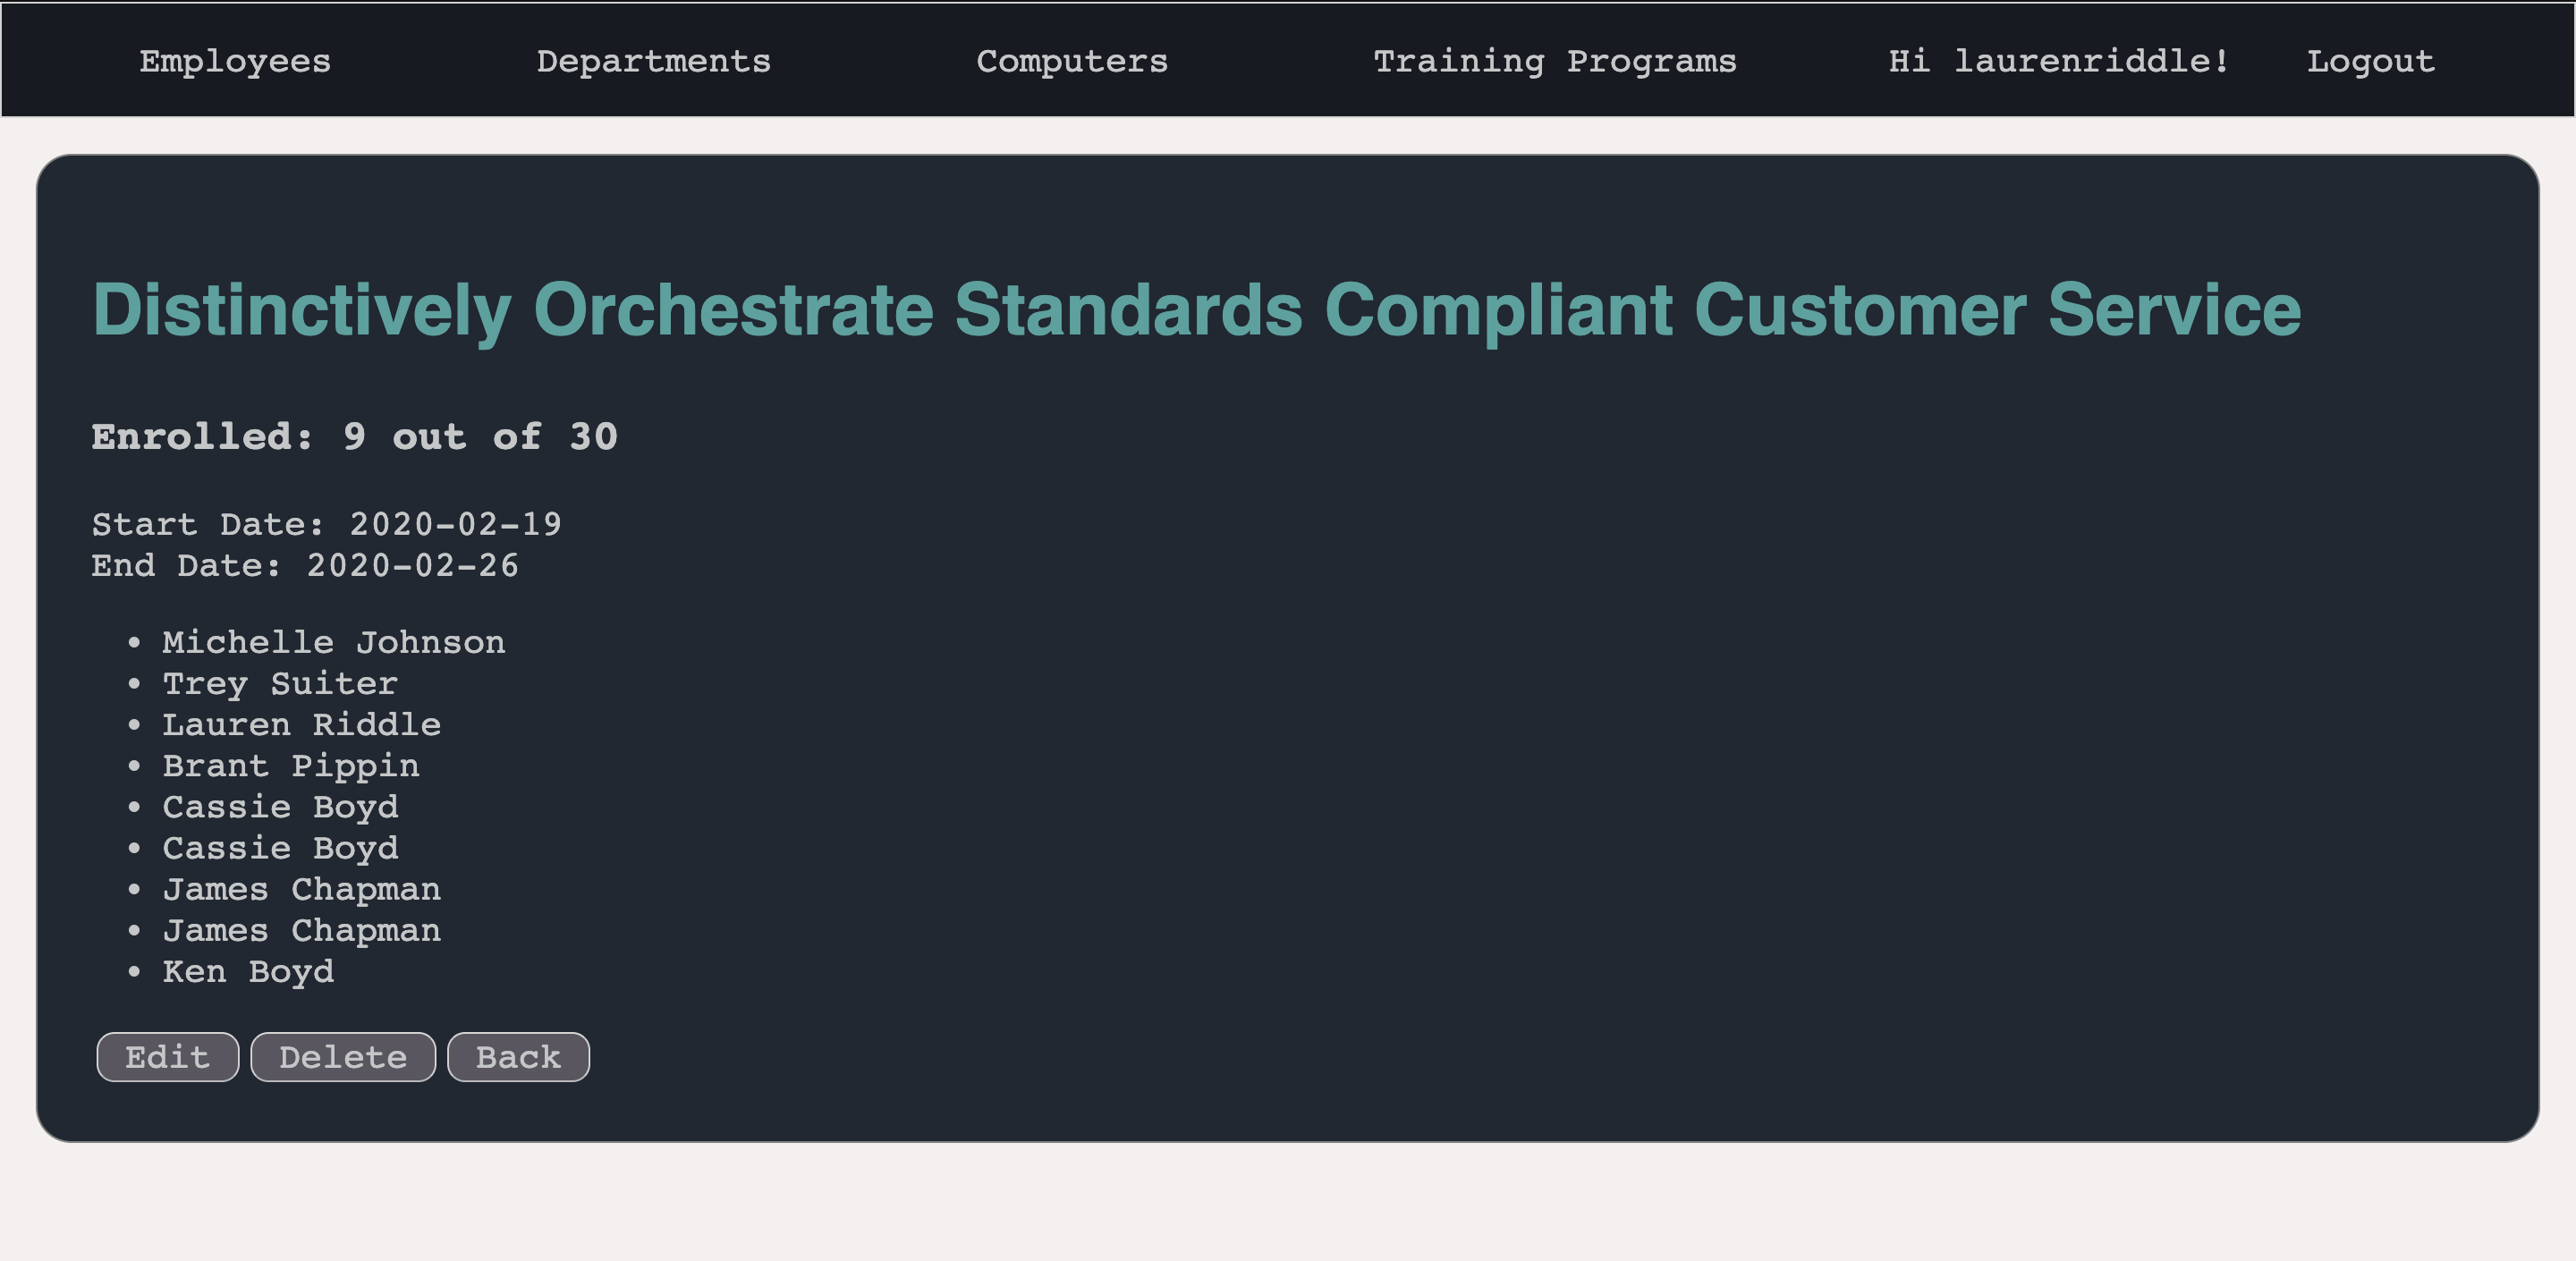 Employees Departments Computers Training Programs Hi laurenriddle! Logout
Distinctively Orchestrate Standards Compliant Customer Service
Enrolled: 9 out of 30
Start Date: 2020-02-19
End Date: 2020-02-26
• Michelle Johnson
• Trey Suiter
• Lauren Riddle
• Brant Pippin
• Cassie Boyd
• Cassie Boyd
• James Chapman
• James Chapman
• Ken Boyd
Edit Delete Back